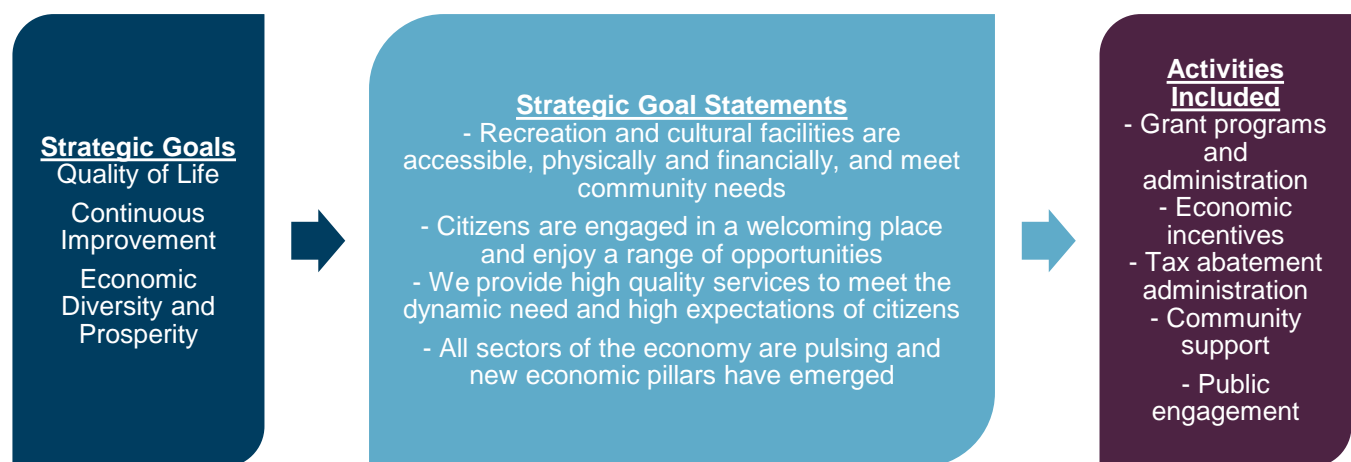 Strategic Goals
Quality of Life
Continuous
Improvement
Economic
Diversity and
Prosperity
Strategic Goal Statements
- Recreation and cultural facilities are
accessible, physically and financially, and meet
community needs
- Citizens are engaged in a welcoming place
and enjoy a range of opportunities
- We provide high quality services to meet the
dynamic need and high expectations of citizens
- All sectors of the economy are pulsing and
new economic pillars have emerged
Activities
Included
- Grant programs
and
administration
- Economic
incentives
- Tax abatement
administration
- Community
support
- Public
engagement